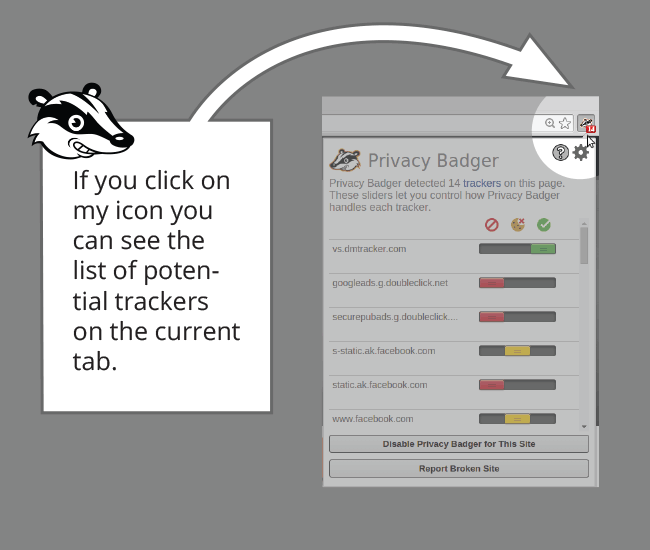 If you click on
my icon you
can see the
list of poten-
tial trackers
on the current
tab.
14
Privacy Badger
Privacy Badger detected 14 trackers on this page.
These sliders let you control how Privacy Badger
handles each tracker.
vs.dmtracker.com
googleads.g.doubleclick.net
securepubads.g.doubleclick....
s-static.ak.facebook.com
static.ak.facebook.com
www.facebook.com
Disable Privacy Badger for This Site
Report Broken Site